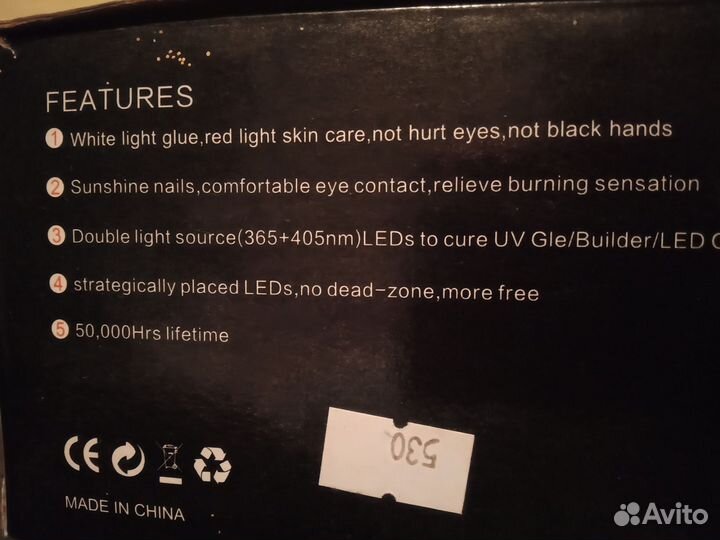 FEATURES
1 White light glue,red light skin care,not hurt eyes,not black hands
2 Sunshine nails,comfortable eye contact,relieve burning sensation
3 Double light source(365+405nm)LEDs to cure UV Gle/Builder/LED
4 strategically placed LEDs,no dead-zone,more free
5 50,000Hrs lifetime
CE
530
MADE IN CHINA
Avito